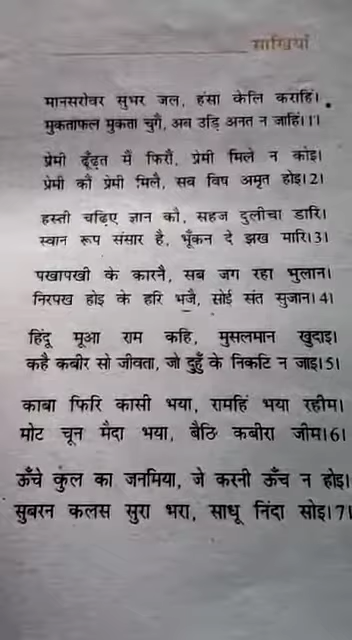 साखियाँ
मानसरोवर सुभर जल, हंसा केलि कराहिं।
मुकताफल मुकता चुगैं, अब उड़ि अनत न जाहिं।1।
प्रेमी ढूँढ़त मैं फिरौं, प्रेमी मिले न कोइ।
प्रेमी कौं प्रेमी मिलै, सब विष अमृत होइ।2।
हस्ती चढ़िए ज्ञान कौ, सहज दुलीचा डारि।
स्वान रूप संसार है, भूँकन दे झख मारि।3।
पखापखी के कारनै, सब जग रहा भुलान।
निरपख होइ के हरि भजै, सोई संत सुजान।4।
हिंदू मूआ राम कहि, मुसलमान खुदाइ।
कहै कबीर सो जीवता, जो दुहुँ के निकटि न जाइ।5।
काबा फिरि कासी भया, रामहिं भया रहीम।
मोट चून मैदा भया, बैठि कबीरा जीम।6।
ऊँचे कुल का जनमिया, जे करनी ऊँच न होइ।
सुबरन कलस सुरा भरा, साधू निंदा सोइ।7।